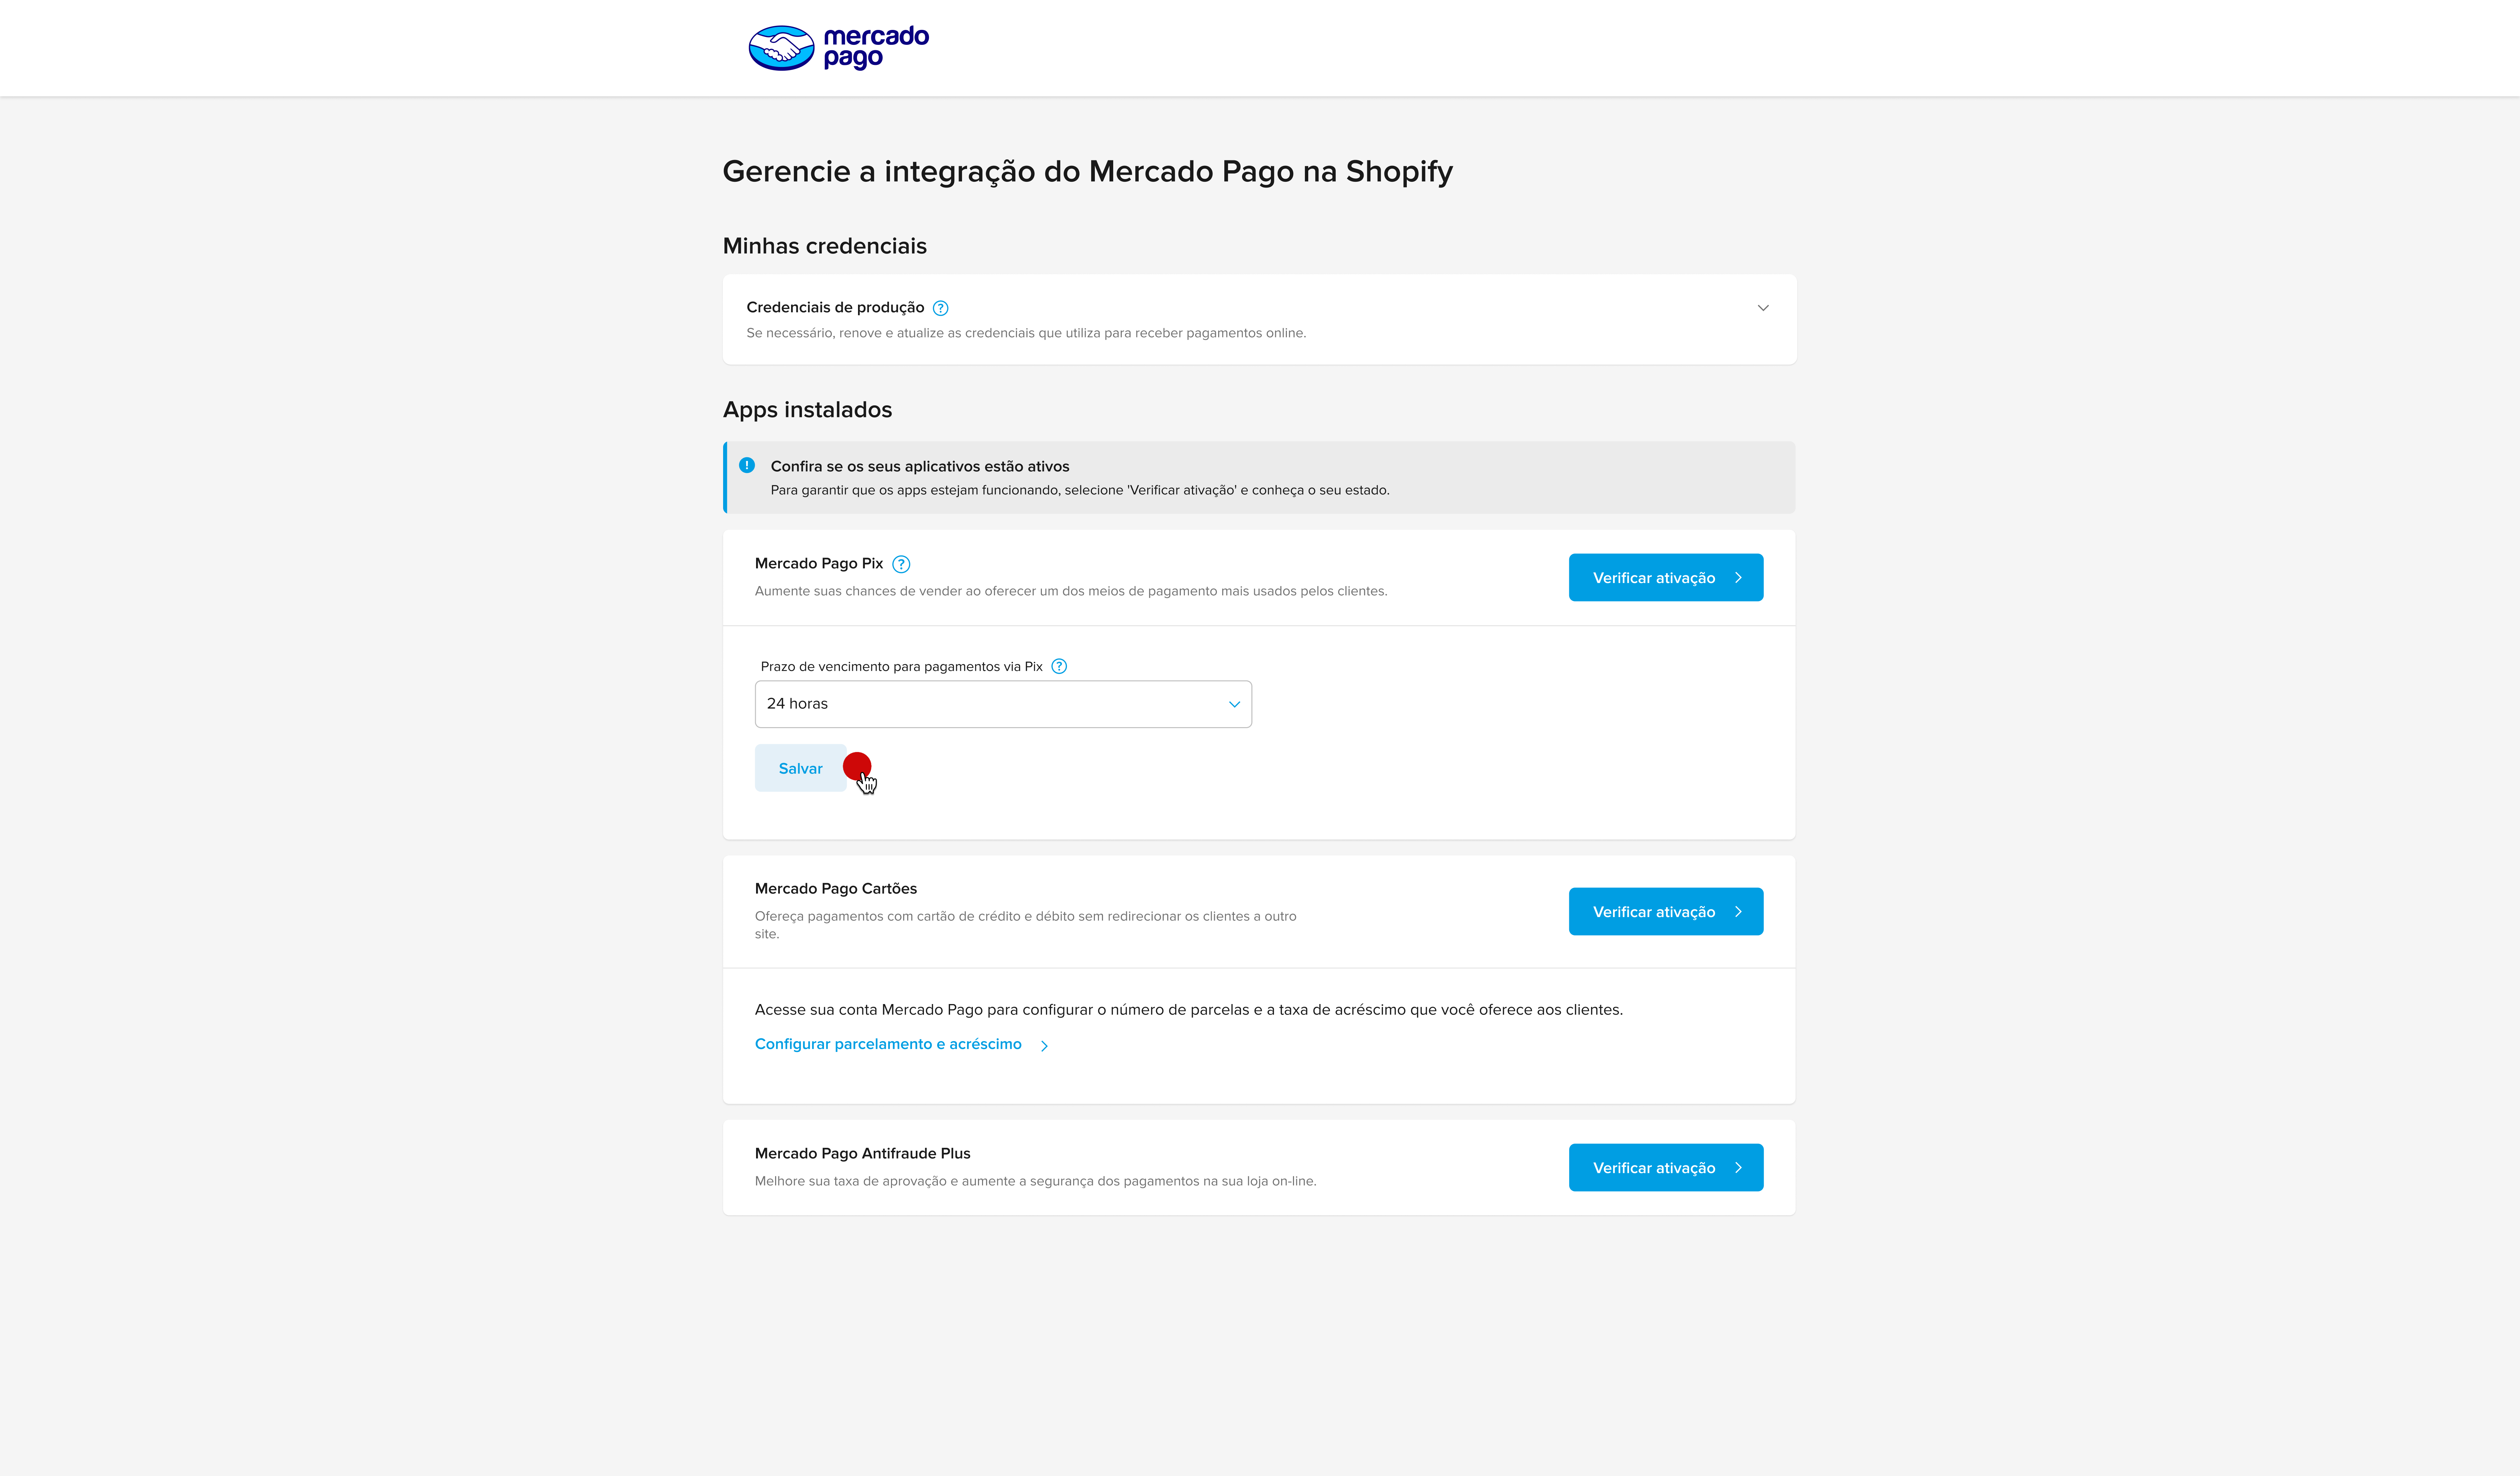 mercado
pago
Gerencie a integração do Mercado Pago na Shopify
Minhas credenciais
Credenciais de produção ?
Se necessário, renove e atualize as credenciais que utiliza para receber pagamentos online.
Apps instalados
! Confira se os seus aplicativos estão ativos
Para garantir que os apps estejam funcionando, selecione 'Verificar ativação' e conheça o seu estado.
Mercado Pago Pix ?
Verificar ativação
Aumente suas chances de vender ao oferecer um dos meios de pagamento mais usados pelos clientes.
Prazo de vencimento para pagamentos via Pix ?
24 horas
Salvar
Mercado Pago Cartões
Verificar ativação
Ofereça pagamentos com cartão de crédito e débito sem redirecionar os clientes a outro
site.
Acesse sua conta Mercado Pago para configurar o número de parcelas e a taxa de acréscimo que você oferece aos clientes.
Configurar parcelamento e acréscimo
Mercado Pago Antifraude Plus
Verificar ativação
Melhore sua taxa de aprovação e aumente a segurança dos pagamentos na sua loja on-line.